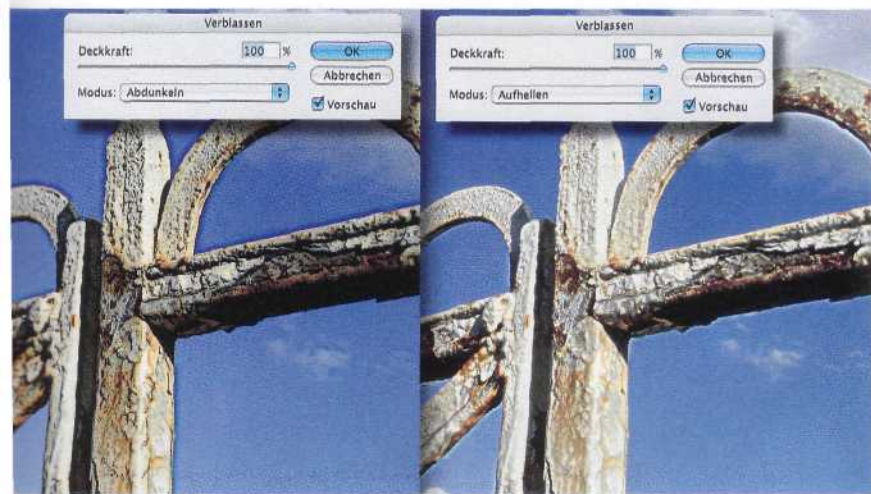 Verblassen
Deckkraft: 100 % OK
Abbrechen
Modus: Abdunkeln Vorschau
Verblassen
Deckkraft: 100 % OK
Abbrechen
Modus: Aufhellen Vorschau